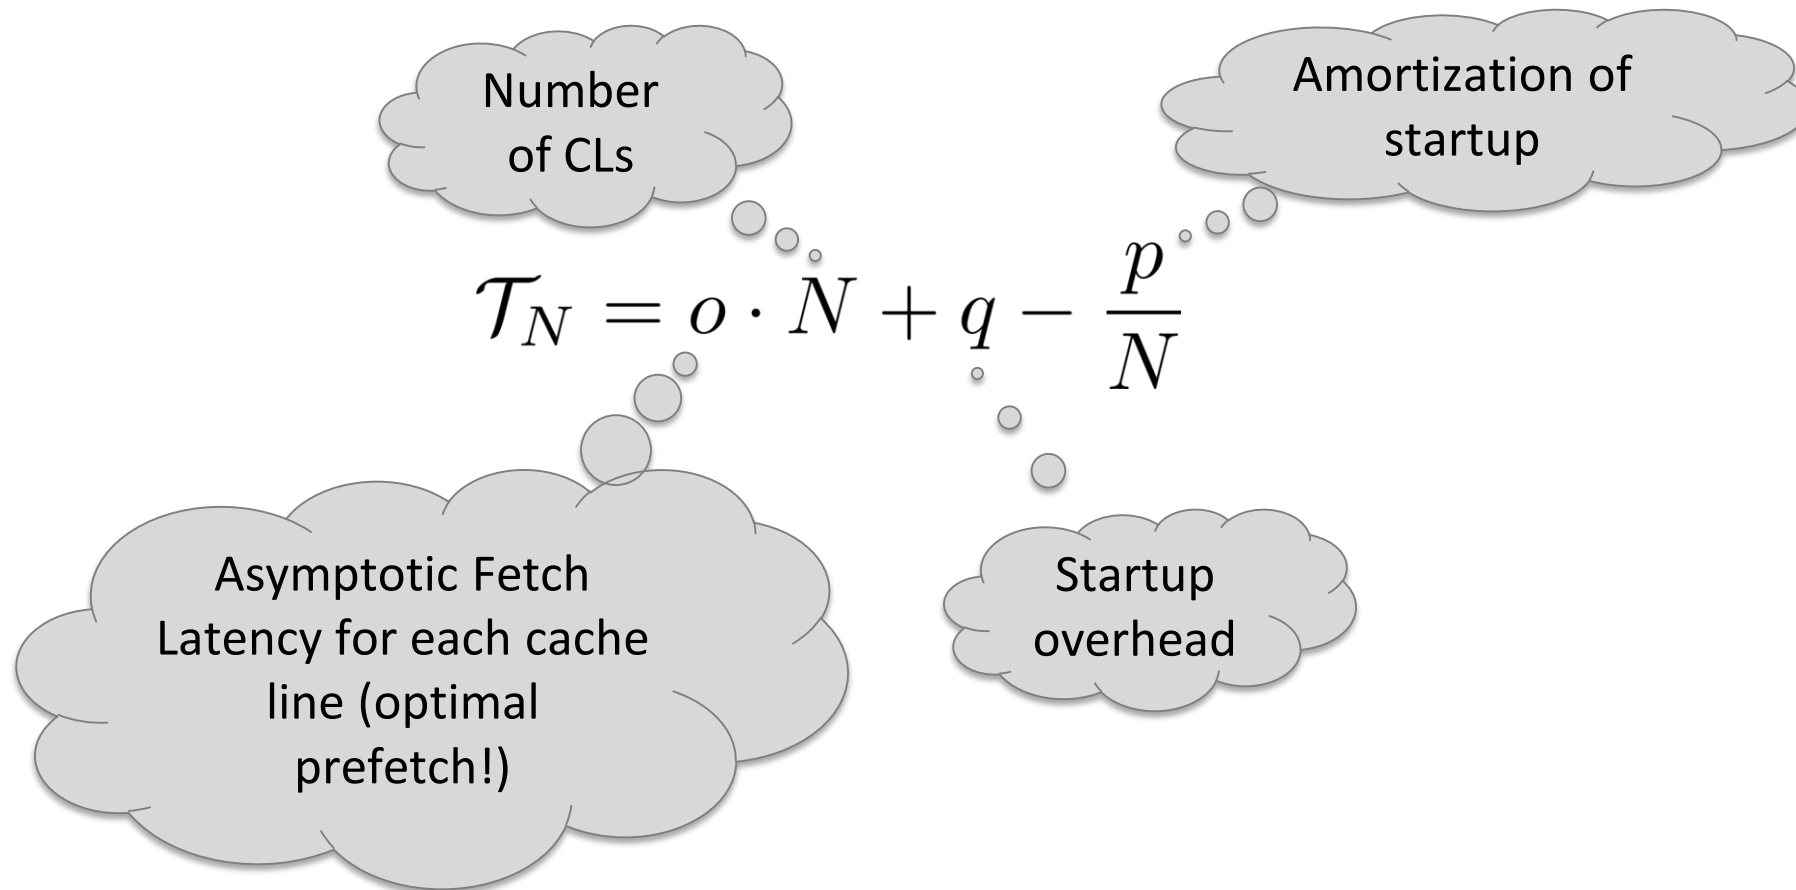 Number
of CLs
Amortization of
startup
𝒯_N = o · N + q − p/N
Asymptotic Fetch
Latency for each cache
line (optimal
prefetch!)
Startup
overhead